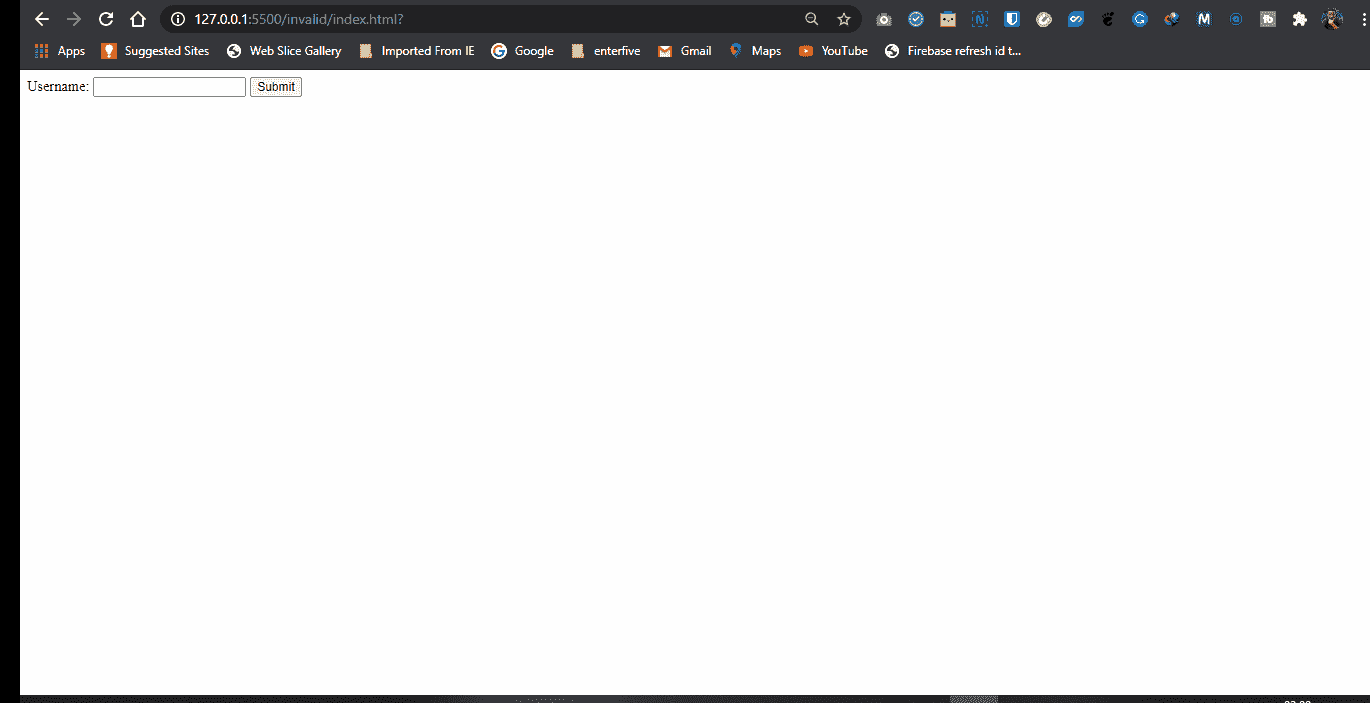 127.0.0.1:5500/invalid/index.html?
Apps Suggested Sites Web Slice Gallery Imported From IE Google enterfive Gmail Maps YouTube Firebase refresh id t...
Username: Submit